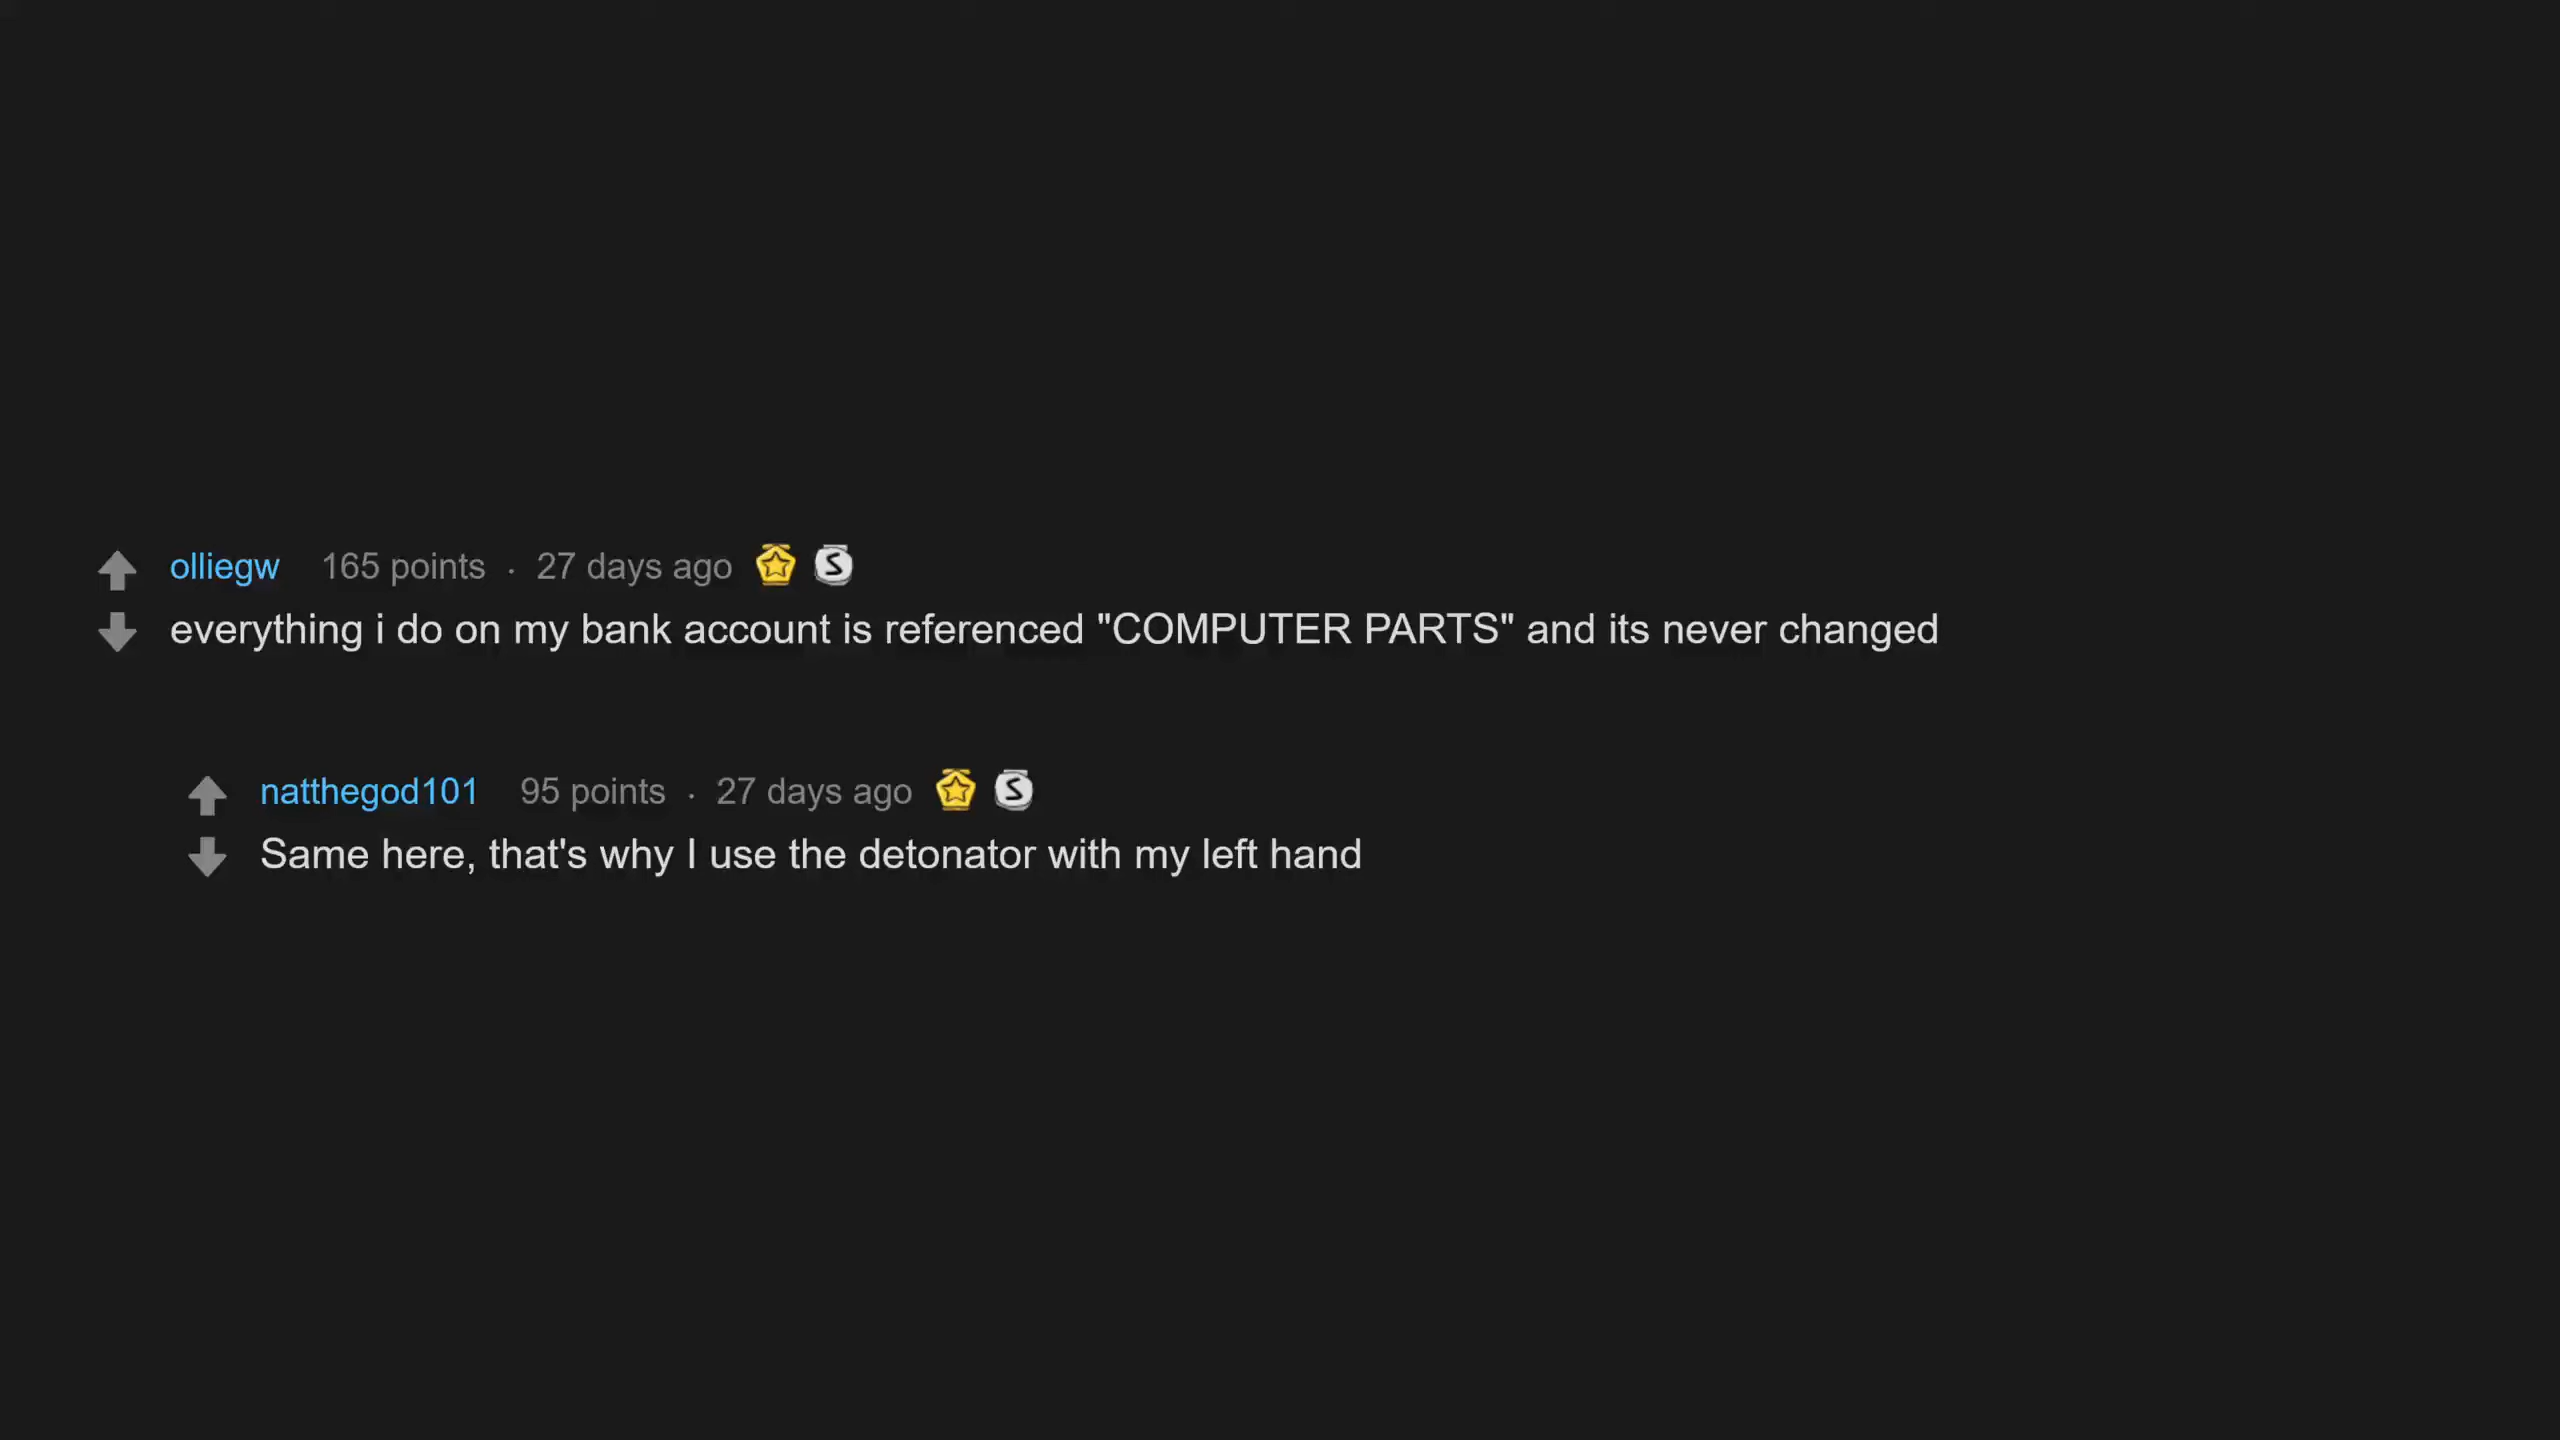 olliegw 165 points · 27 days ago
everything i do on my bank account is referenced "COMPUTER PARTS" and its never changed
natthegod101 95 points · 27 days ago
Same here, that's why I use the detonator with my left hand